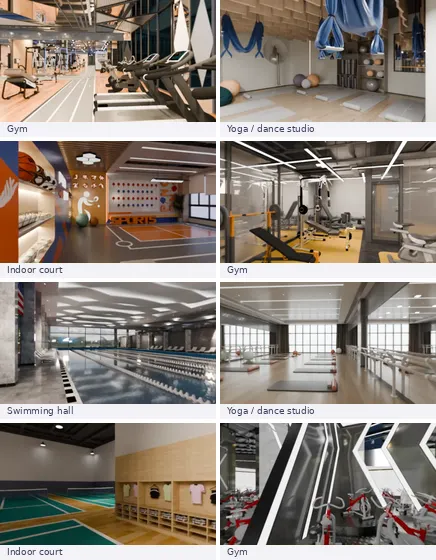 Gym
Yoga / dance studio
Indoor court
Gym
Swimming hall
Yoga / dance studio
Indoor court
Gym